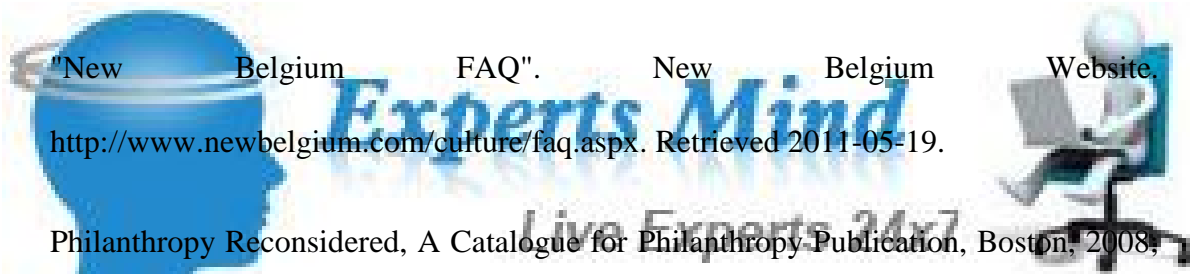 "New Belgium FAQ". New Belgium Website.
Experts Mind
http://www.newbelgium.com/culture/faq.aspx. Retrieved 2011-05-19.
Live Experts 24x7
Philanthropy Reconsidered, A Catalogue for Philanthropy Publication, Boston, 2008,